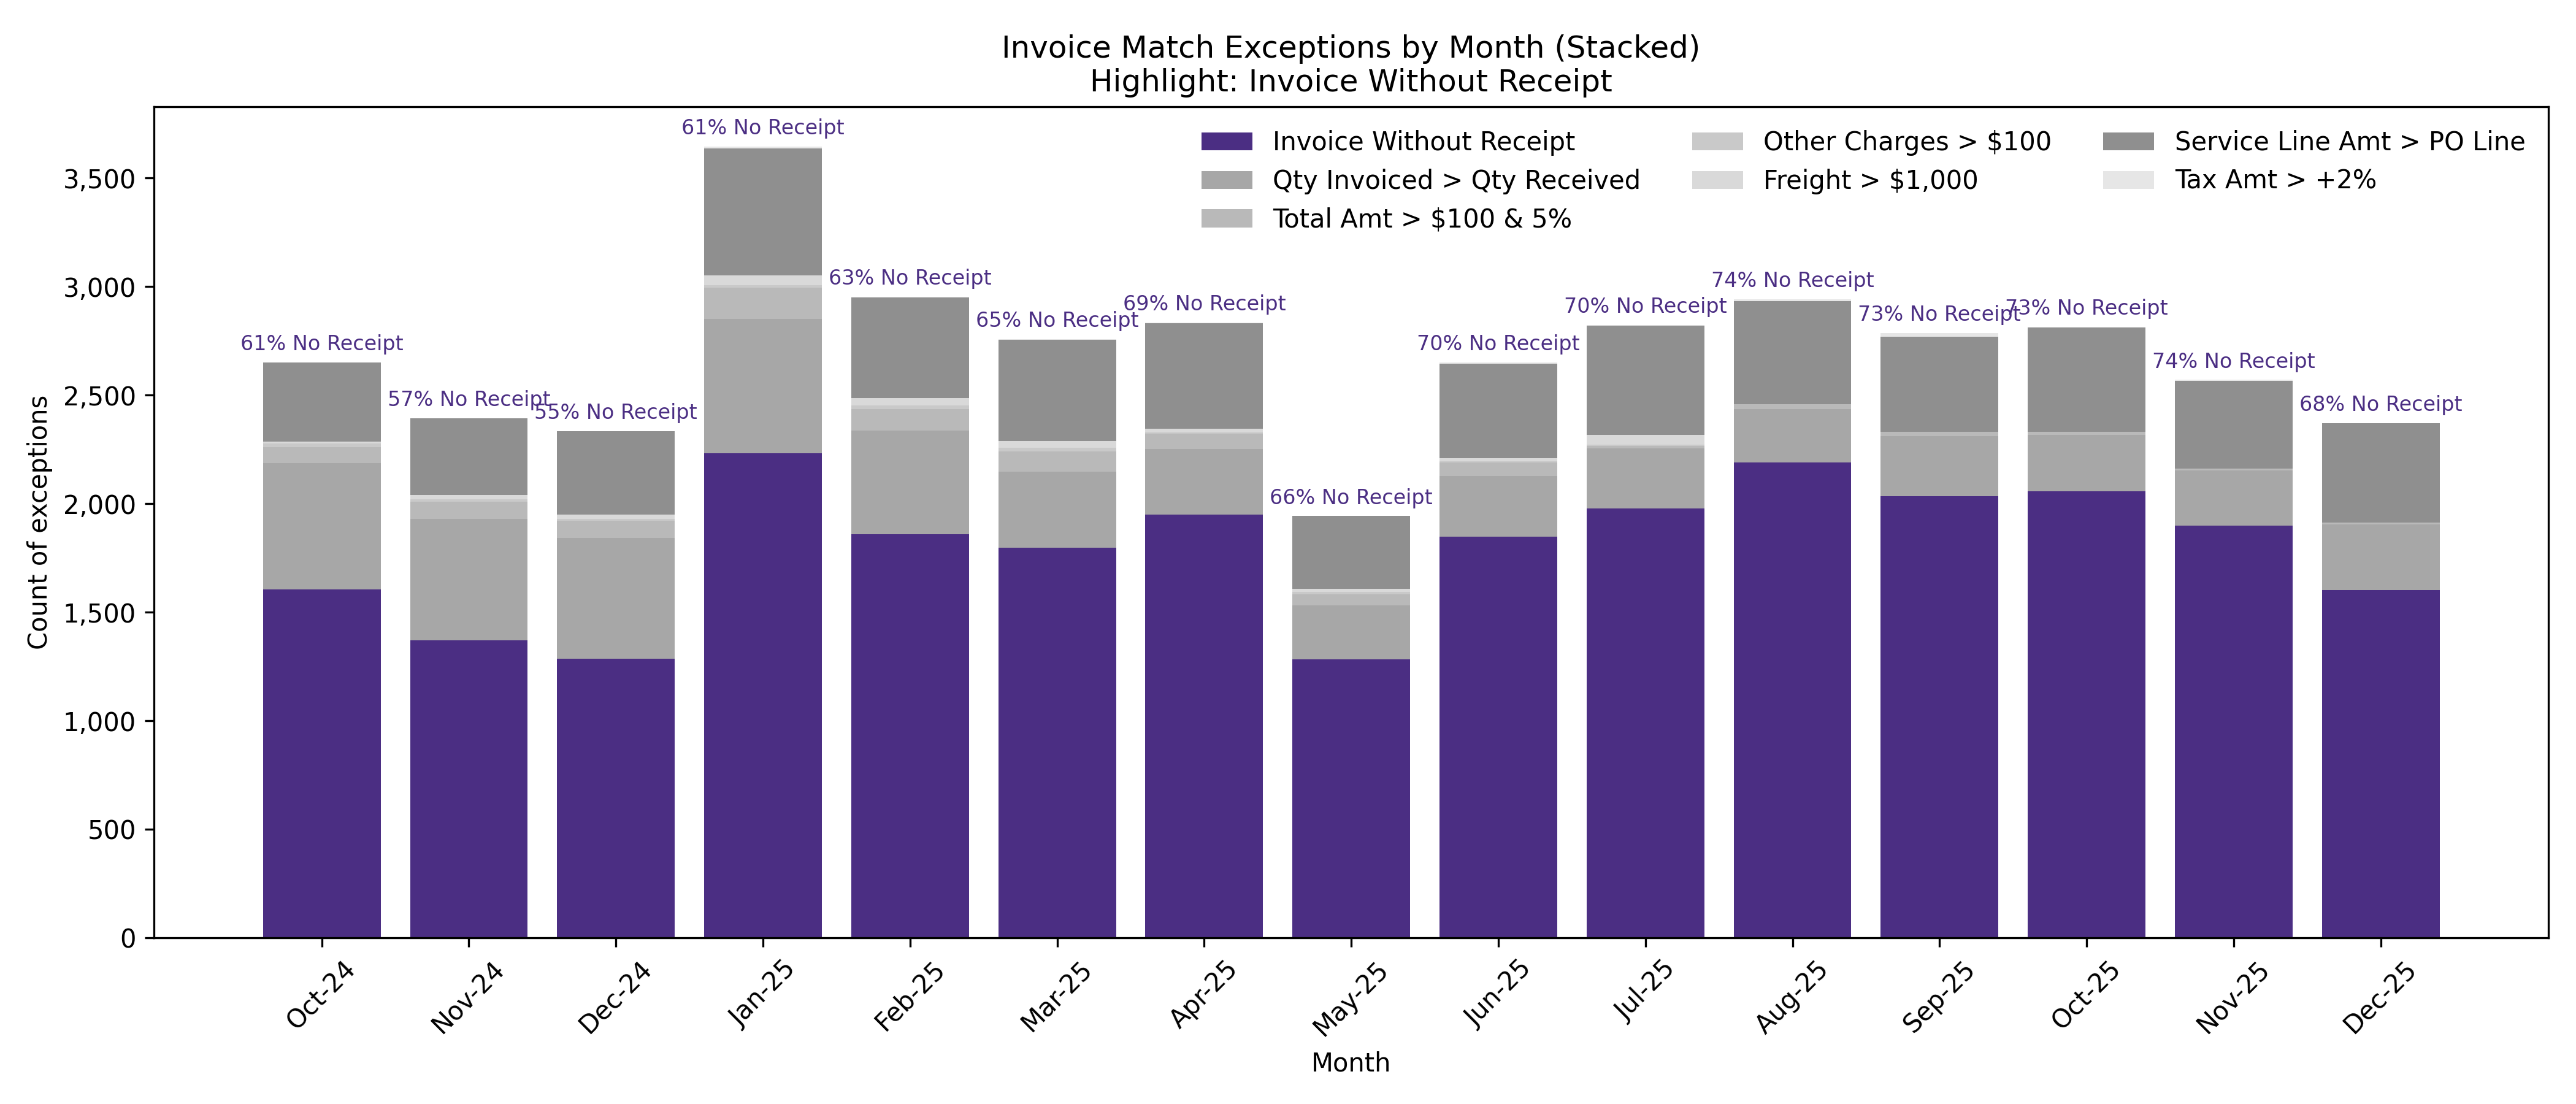 Invoice Match Exceptions by Month (Stacked)
Highlight: Invoice Without Receipt
Invoice Without Receipt
Qty Invoiced > Qty Received
Total Amt > $100 & 5%
Other Charges > $100
Freight > $1,000
Service Line Amt > PO Line
Tax Amt > +2%
Count of exceptions
3,500
3,000
2,500
2,000
1,500
1,000
500
0
61% No Receipt
57% No Receipt
55% No Receipt
61% No Receipt
63% No Receipt
65% No Receipt
69% No Receipt
66% No Receipt
70% No Receipt
70% No Receipt
74% No Receipt
73% No Receipt
73% No Receipt
74% No Receipt
68% No Receipt
Oct-24
Nov-24
Dec-24
Jan-25
Feb-25
Mar-25
Apr-25
May-25
Jun-25
Jul-25
Aug-25
Sep-25
Oct-25
Nov-25
Dec-25
Month